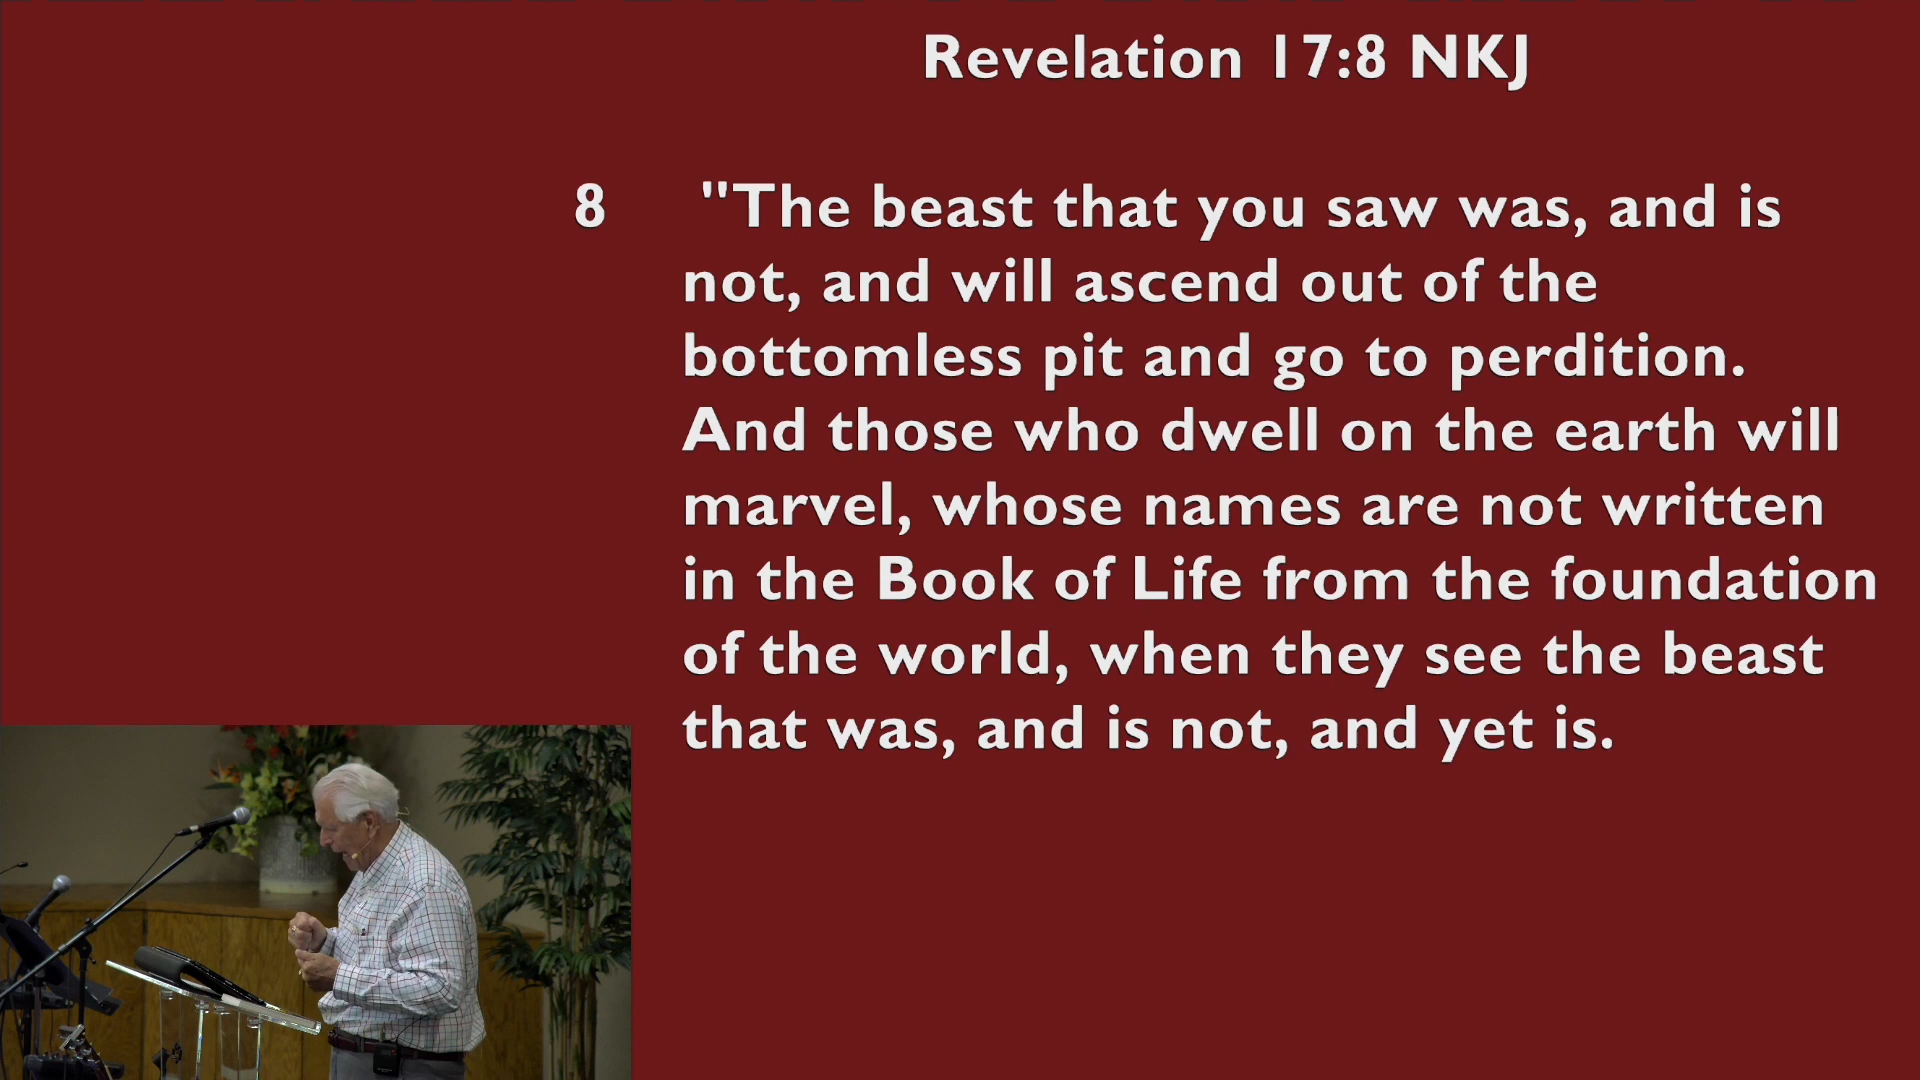 Revelation 17:8 NKJ
8 "The beast that you saw was, and is
not, and will ascend out of the
bottomless pit and go to perdition.
And those who dwell on the earth will
marvel, whose names are not written
in the Book of Life from the foundation
of the world, when they see the beast
that was, and is not, and yet is.